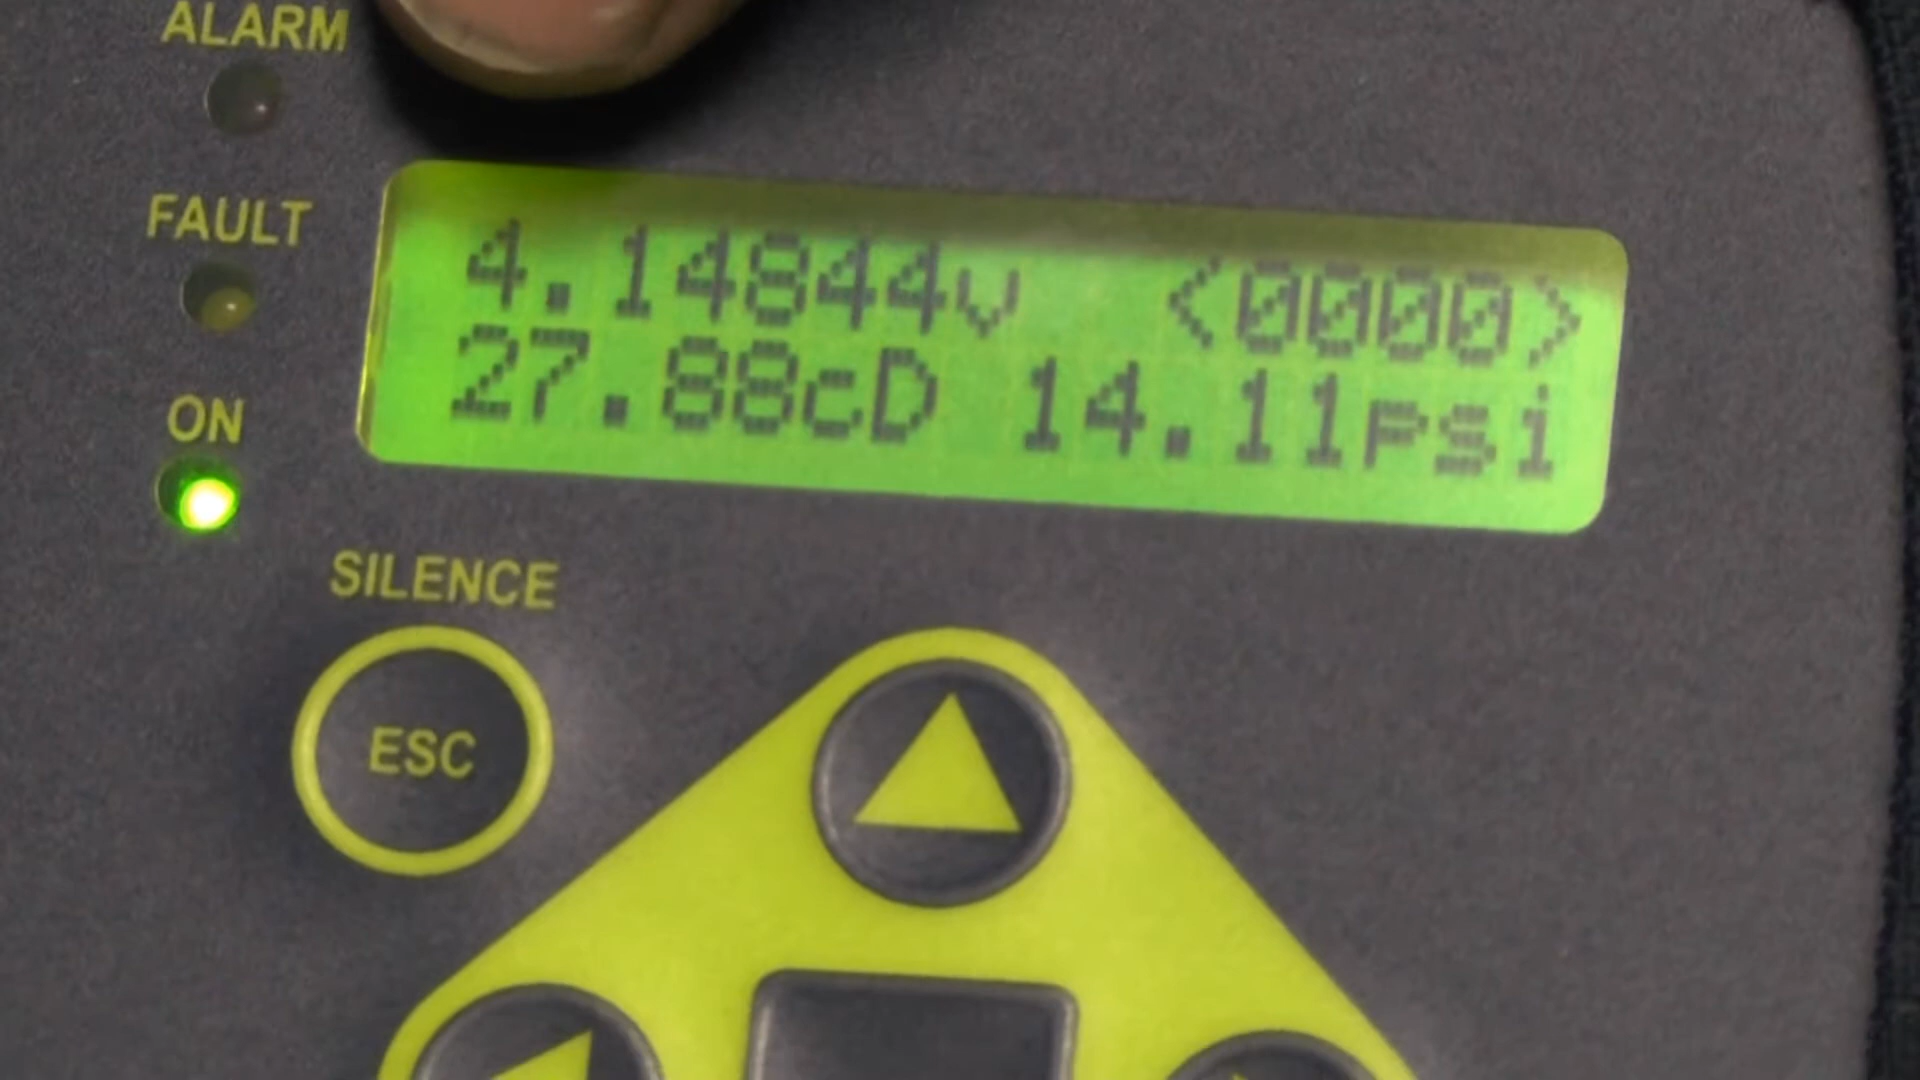 ALARM
FAULT
ON
4.14844v <0000>
27.88cD 14.11psi
SILENCE
ESC